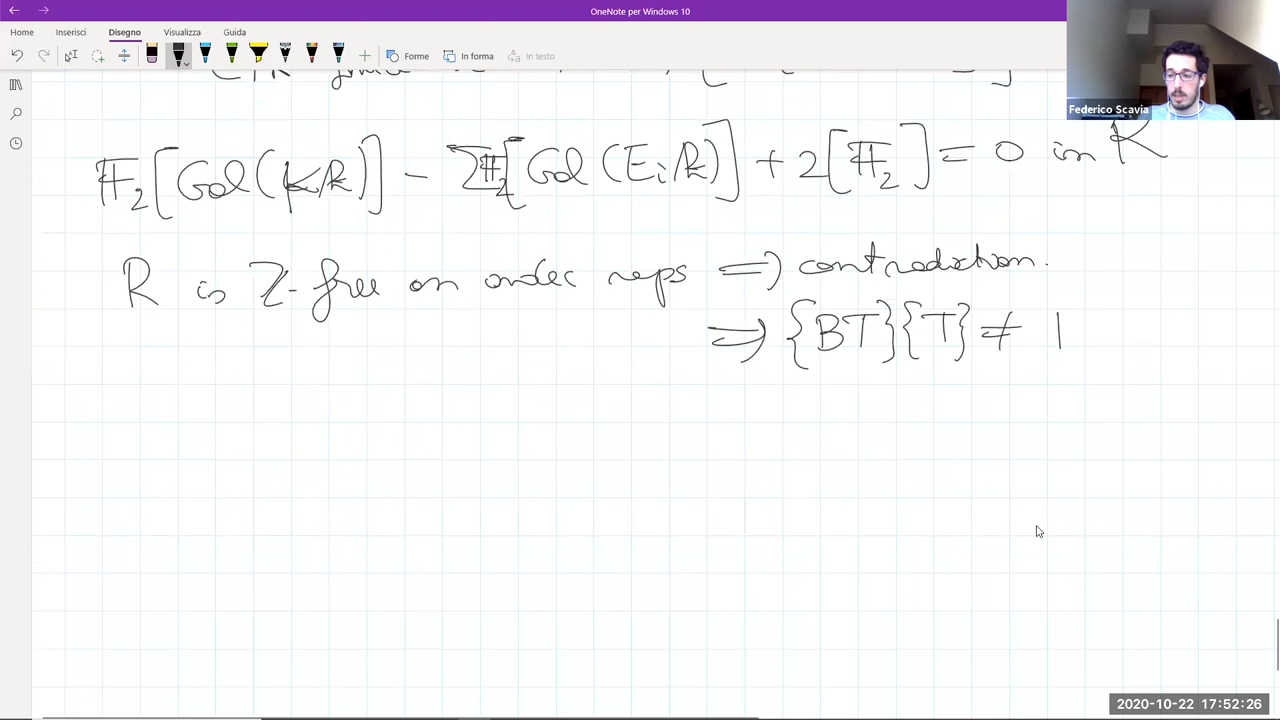 OneNote per Windows 10
Home Inserisci Disegno Visualizza Guida
Forme In forma In testo
Federico Scavia
𝔽₂[Gal(K/k)] - Σ𝔽₂[Gal(Eᵢ/k)] + 2[𝔽₂] = 0 in R
R is ℤ-free on indec reps ⟹ contradiction.
⟹ {BT}{T} ≠ 1
2020-10-22 17:52:26